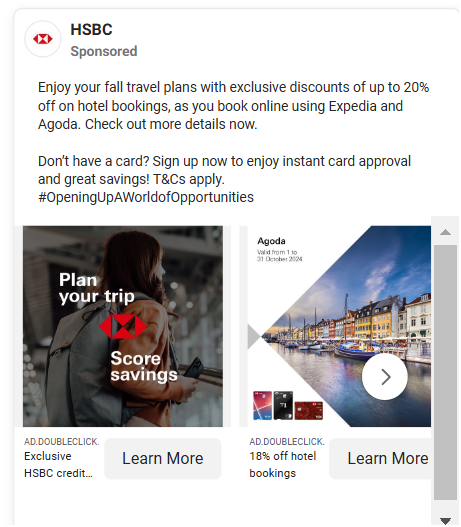 HSBC
Sponsored
Enjoy your fall travel plans with exclusive discounts of up to 20%
off on hotel bookings, as you book online using Expedia and
Agoda. Check out more details now.
Don’t have a card? Sign up now to enjoy instant card approval
and great savings! T&Cs apply.
#OpeningUpAWorldofOpportunities
Plan
your trip
Score
savings
Agoda
Valid from 1 to
31 October 2024
AD.DOUBLECLICK.
Exclusive
HSBC credit...
Learn More
AD.DOUBLECLICK.
18% off hotel
bookings
Learn More